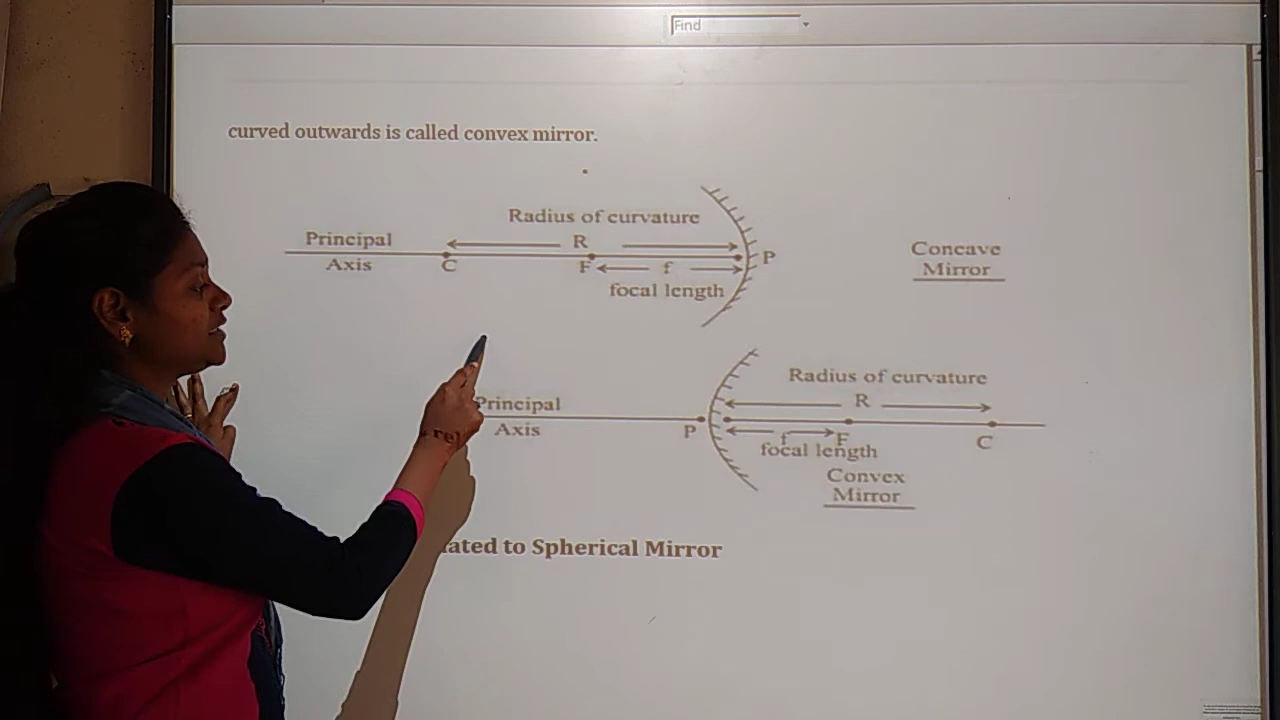 Find
curved outwards is called convex mirror.
Radius of curvature
Principal
R
Axis
C
F
f
P
focal length
Concave
Mirror
Radius of curvature
Principal
R
Axis
P
f
F
C
focal length
Convex
Mirror
ated to Spherical Mirror